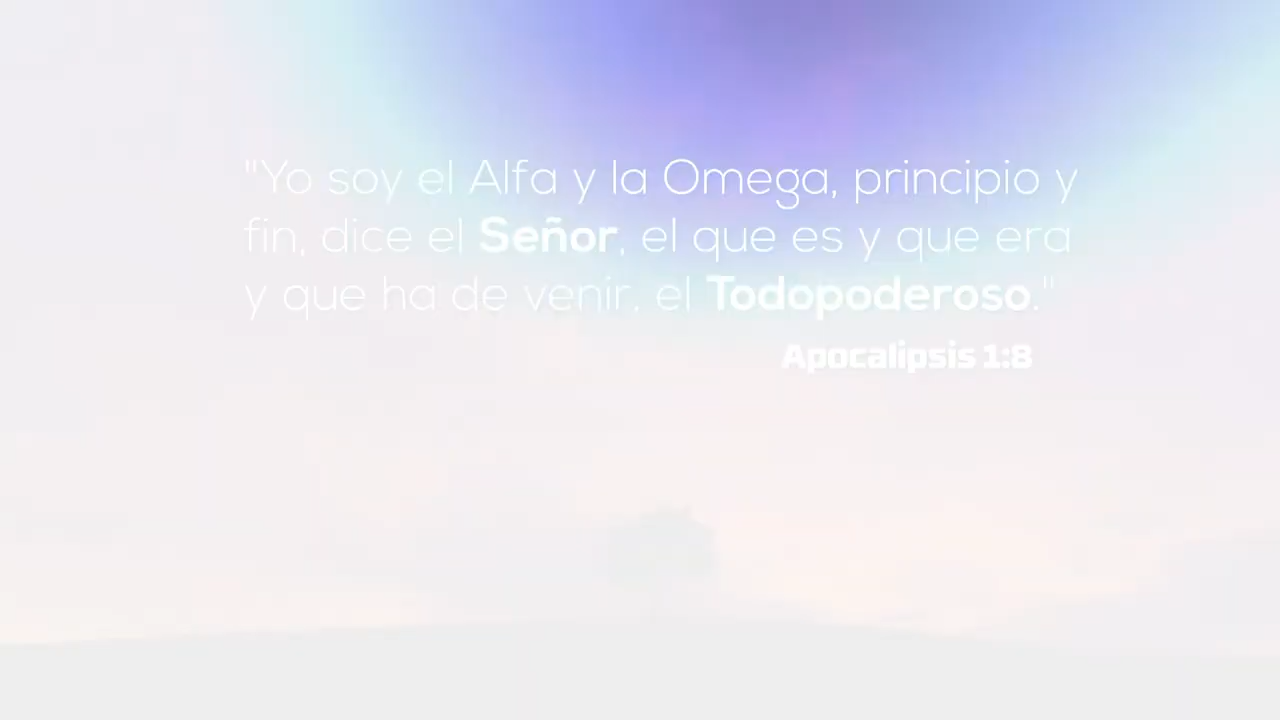 "Yo soy el Alfa y la Omega, principio y
fin, dice el Señor, el que es y que era
y que ha de venir, el Todopoderoso."
Apocalipsis 1:8